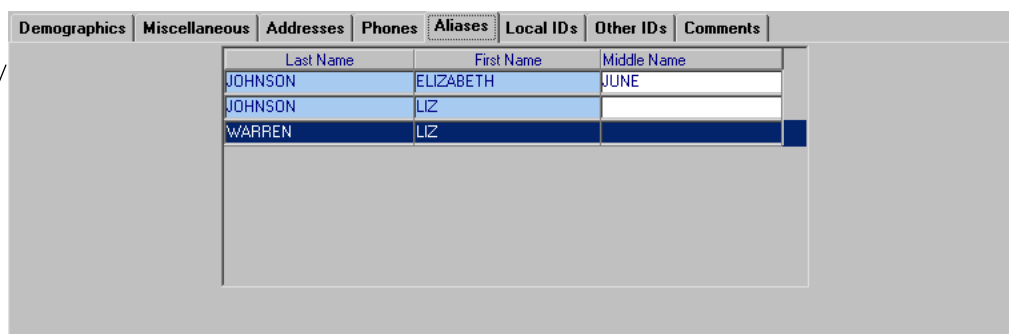 Demographics Miscellaneous Addresses Phones Aliases Local IDs Other IDs Comments
Last Name First Name Middle Name
JOHNSON ELIZABETH JUNE
JOHNSON LIZ
WARREN LIZ